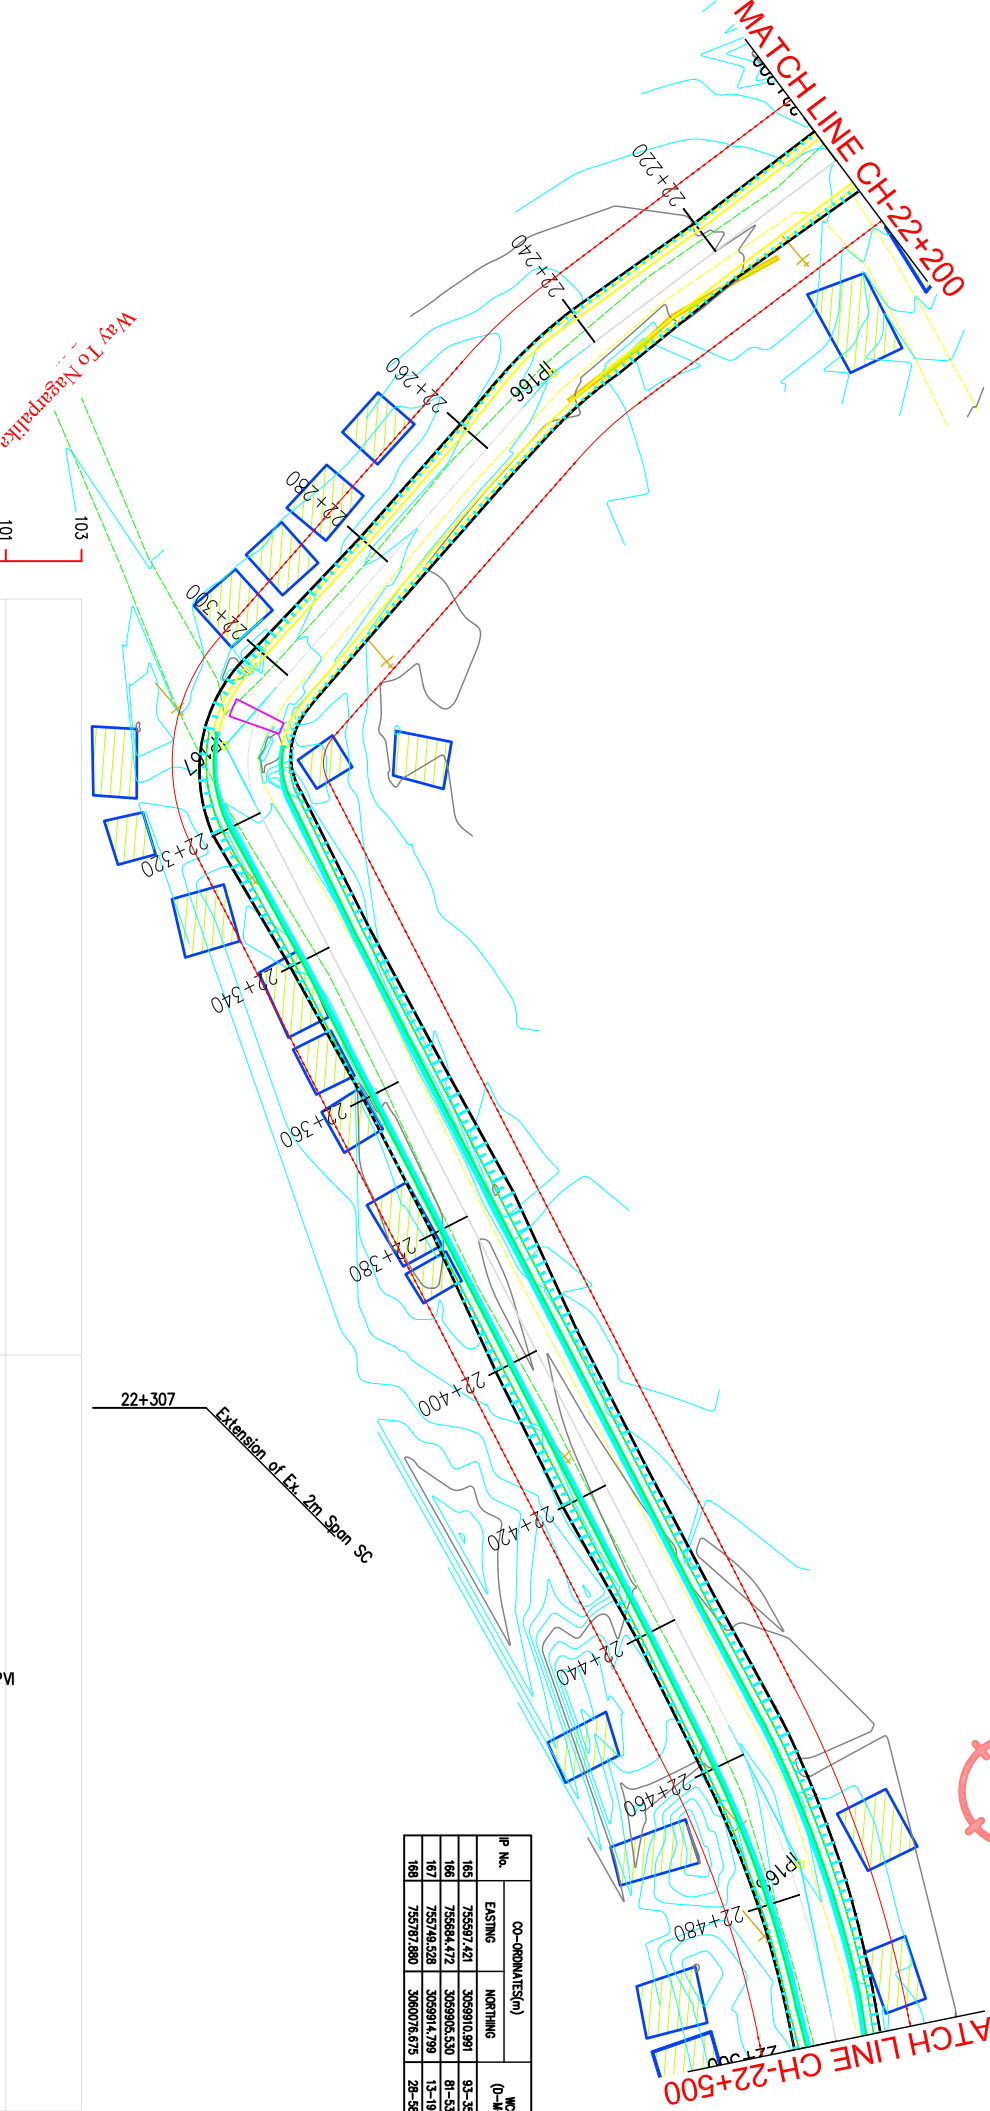 MATCH LINE CH-22+200
22+220
22+240
22+260
IP166
22+280
22+300
Way To Nagarpalika
101
103
22+320
22+340
22+360
22+380
22+400
22+307
Extension of Ex. 2m Span SC
22+420
22+440
22+460
22+480
ATCH LINE CH-22+500
IP No.
CO-ORDINATES(m)
EASTING NORTHING
165 755597.421 3059910.991
166 755684.472 3059905.530
167 755749.528 3059914.799
168 755787.880 3060076.675